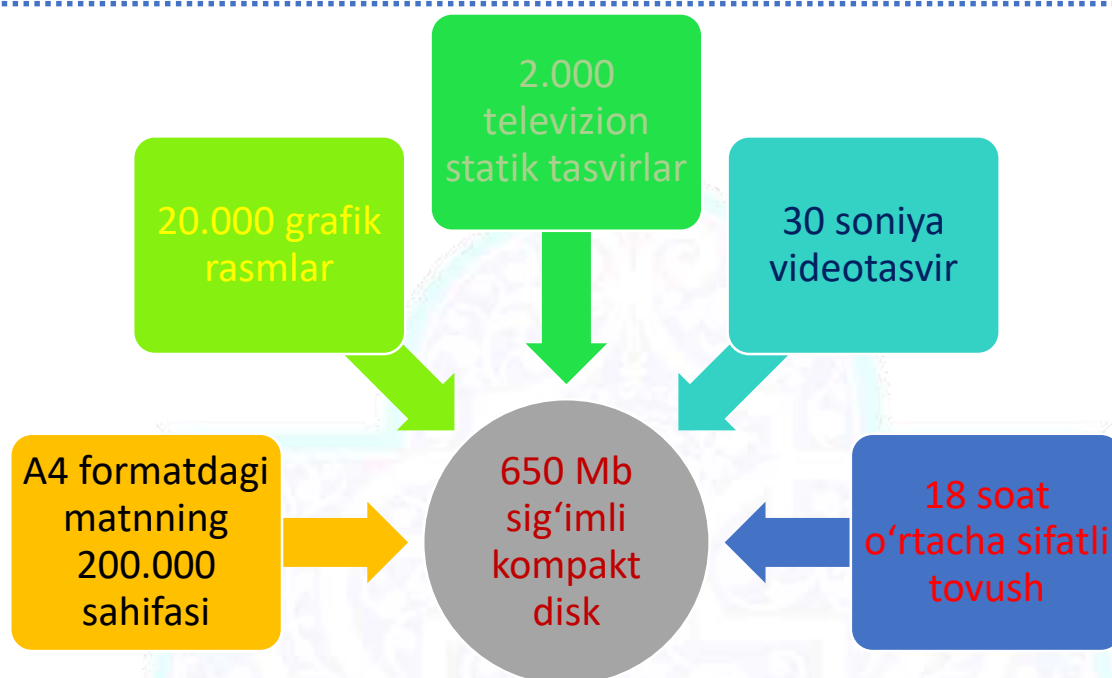 2.000
televizion
statik tasvirlar
20.000 grafik
rasmlar
30 soniya
videotasvir
A4 formatdagi
matnning
200.000
sahifasi
650 Mb
sig‘imli
kompakt
disk
18 soat
o‘rtacha sifatli
tovush